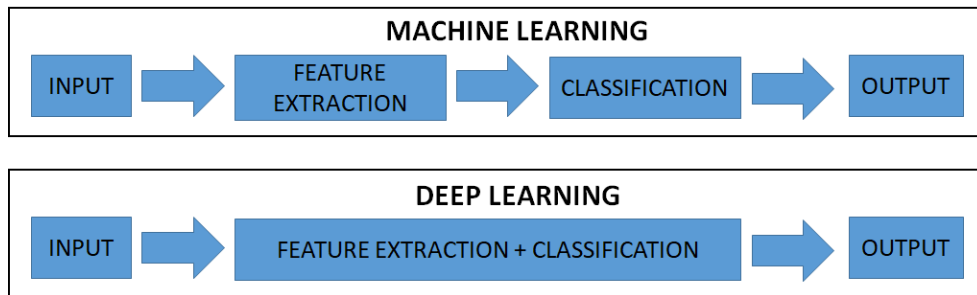 MACHINE LEARNING
INPUT
FEATURE
EXTRACTION
CLASSIFICATION
OUTPUT
DEEP LEARNING
INPUT
FEATURE EXTRACTION + CLASSIFICATION
OUTPUT